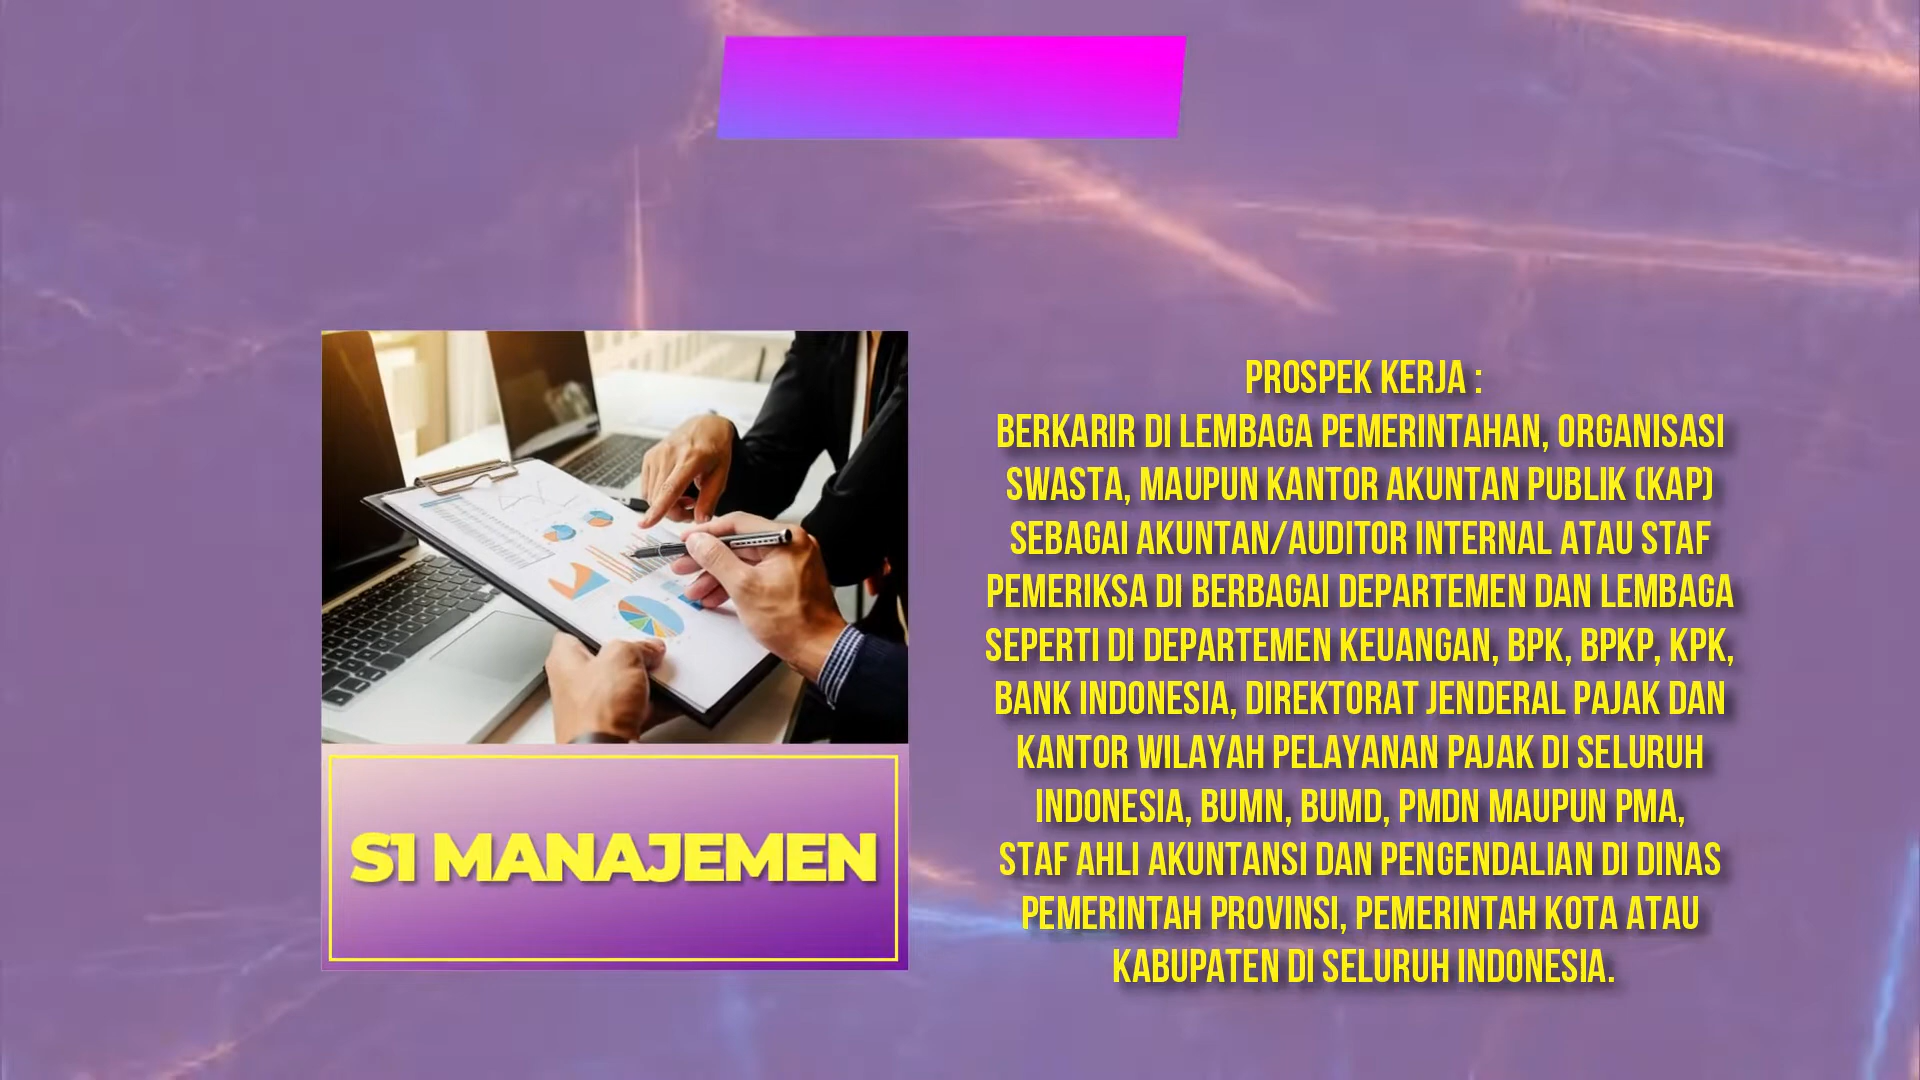 S1 MANAJEMEN
PROSPEK KERJA :
BERKARIR DI LEMBAGA PEMERINTAHAN, ORGANISASI
SWASTA, MAUPUN KANTOR AKUNTAN PUBLIK (KAP)
SEBAGAI AKUNTAN/AUDITOR INTERNAL ATAU STAF
PEMERIKSA DI BERBAGAI DEPARTEMEN DAN LEMBAGA
SEPERTI DI DEPARTEMEN KEUANGAN, BPK, BPKP, KPK,
BANK INDONESIA, DIREKTORAT JENDERAL PAJAK DAN
KANTOR WILAYAH PELAYANAN PAJAK DI SELURUH
INDONESIA, BUMN, BUMD, PMDN MAUPUN PMA,
STAF AHLI AKUNTANSI DAN PENGENDALIAN DI DINAS
PEMERINTAH PROVINSI, PEMERINTAH KOTA ATAU
KABUPATEN DI SELURUH INDONESIA.